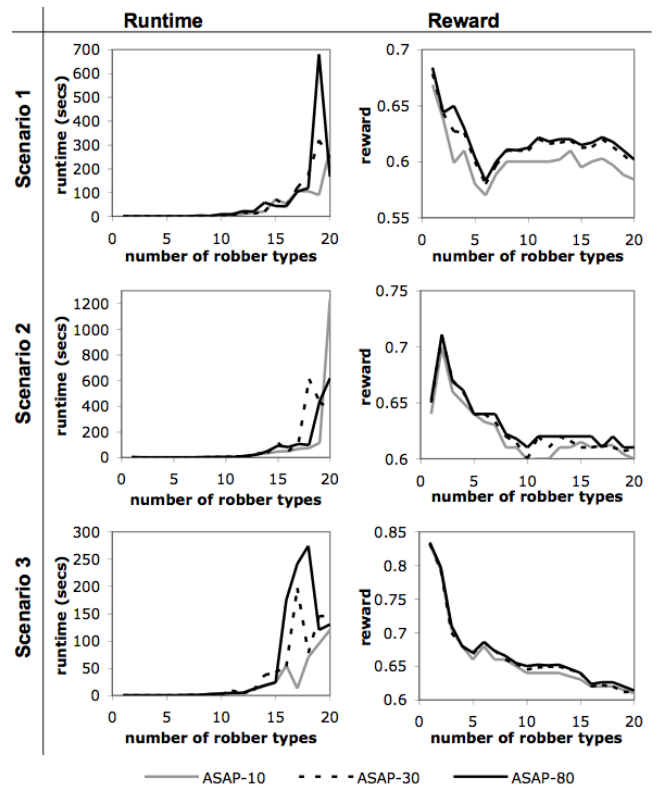 Runtime Reward
Scenario 1
runtime (secs)
700
600
500
400
300
200
100
0
0 5 10 15 20
number of robber types
reward
0.7
0.65
0.6
0.55
0 5 10 15 20
number of robber types
Scenario 2
runtime (secs)
1200
1000
800
600
400
200
0
0 5 10 15 20
number of robber types
reward
0.75
0.7
0.65
0.6
0 5 10 15 20
number of robber types
Scenario 3
runtime (secs)
300
250
200
150
100
50
0
0 5 10 15 20
number of robber types
reward
0.85
0.8
0.75
0.7
0.65
0.6
0 5 10 15 20
number of robber types
ASAP-10 ASAP-30 ASAP-80